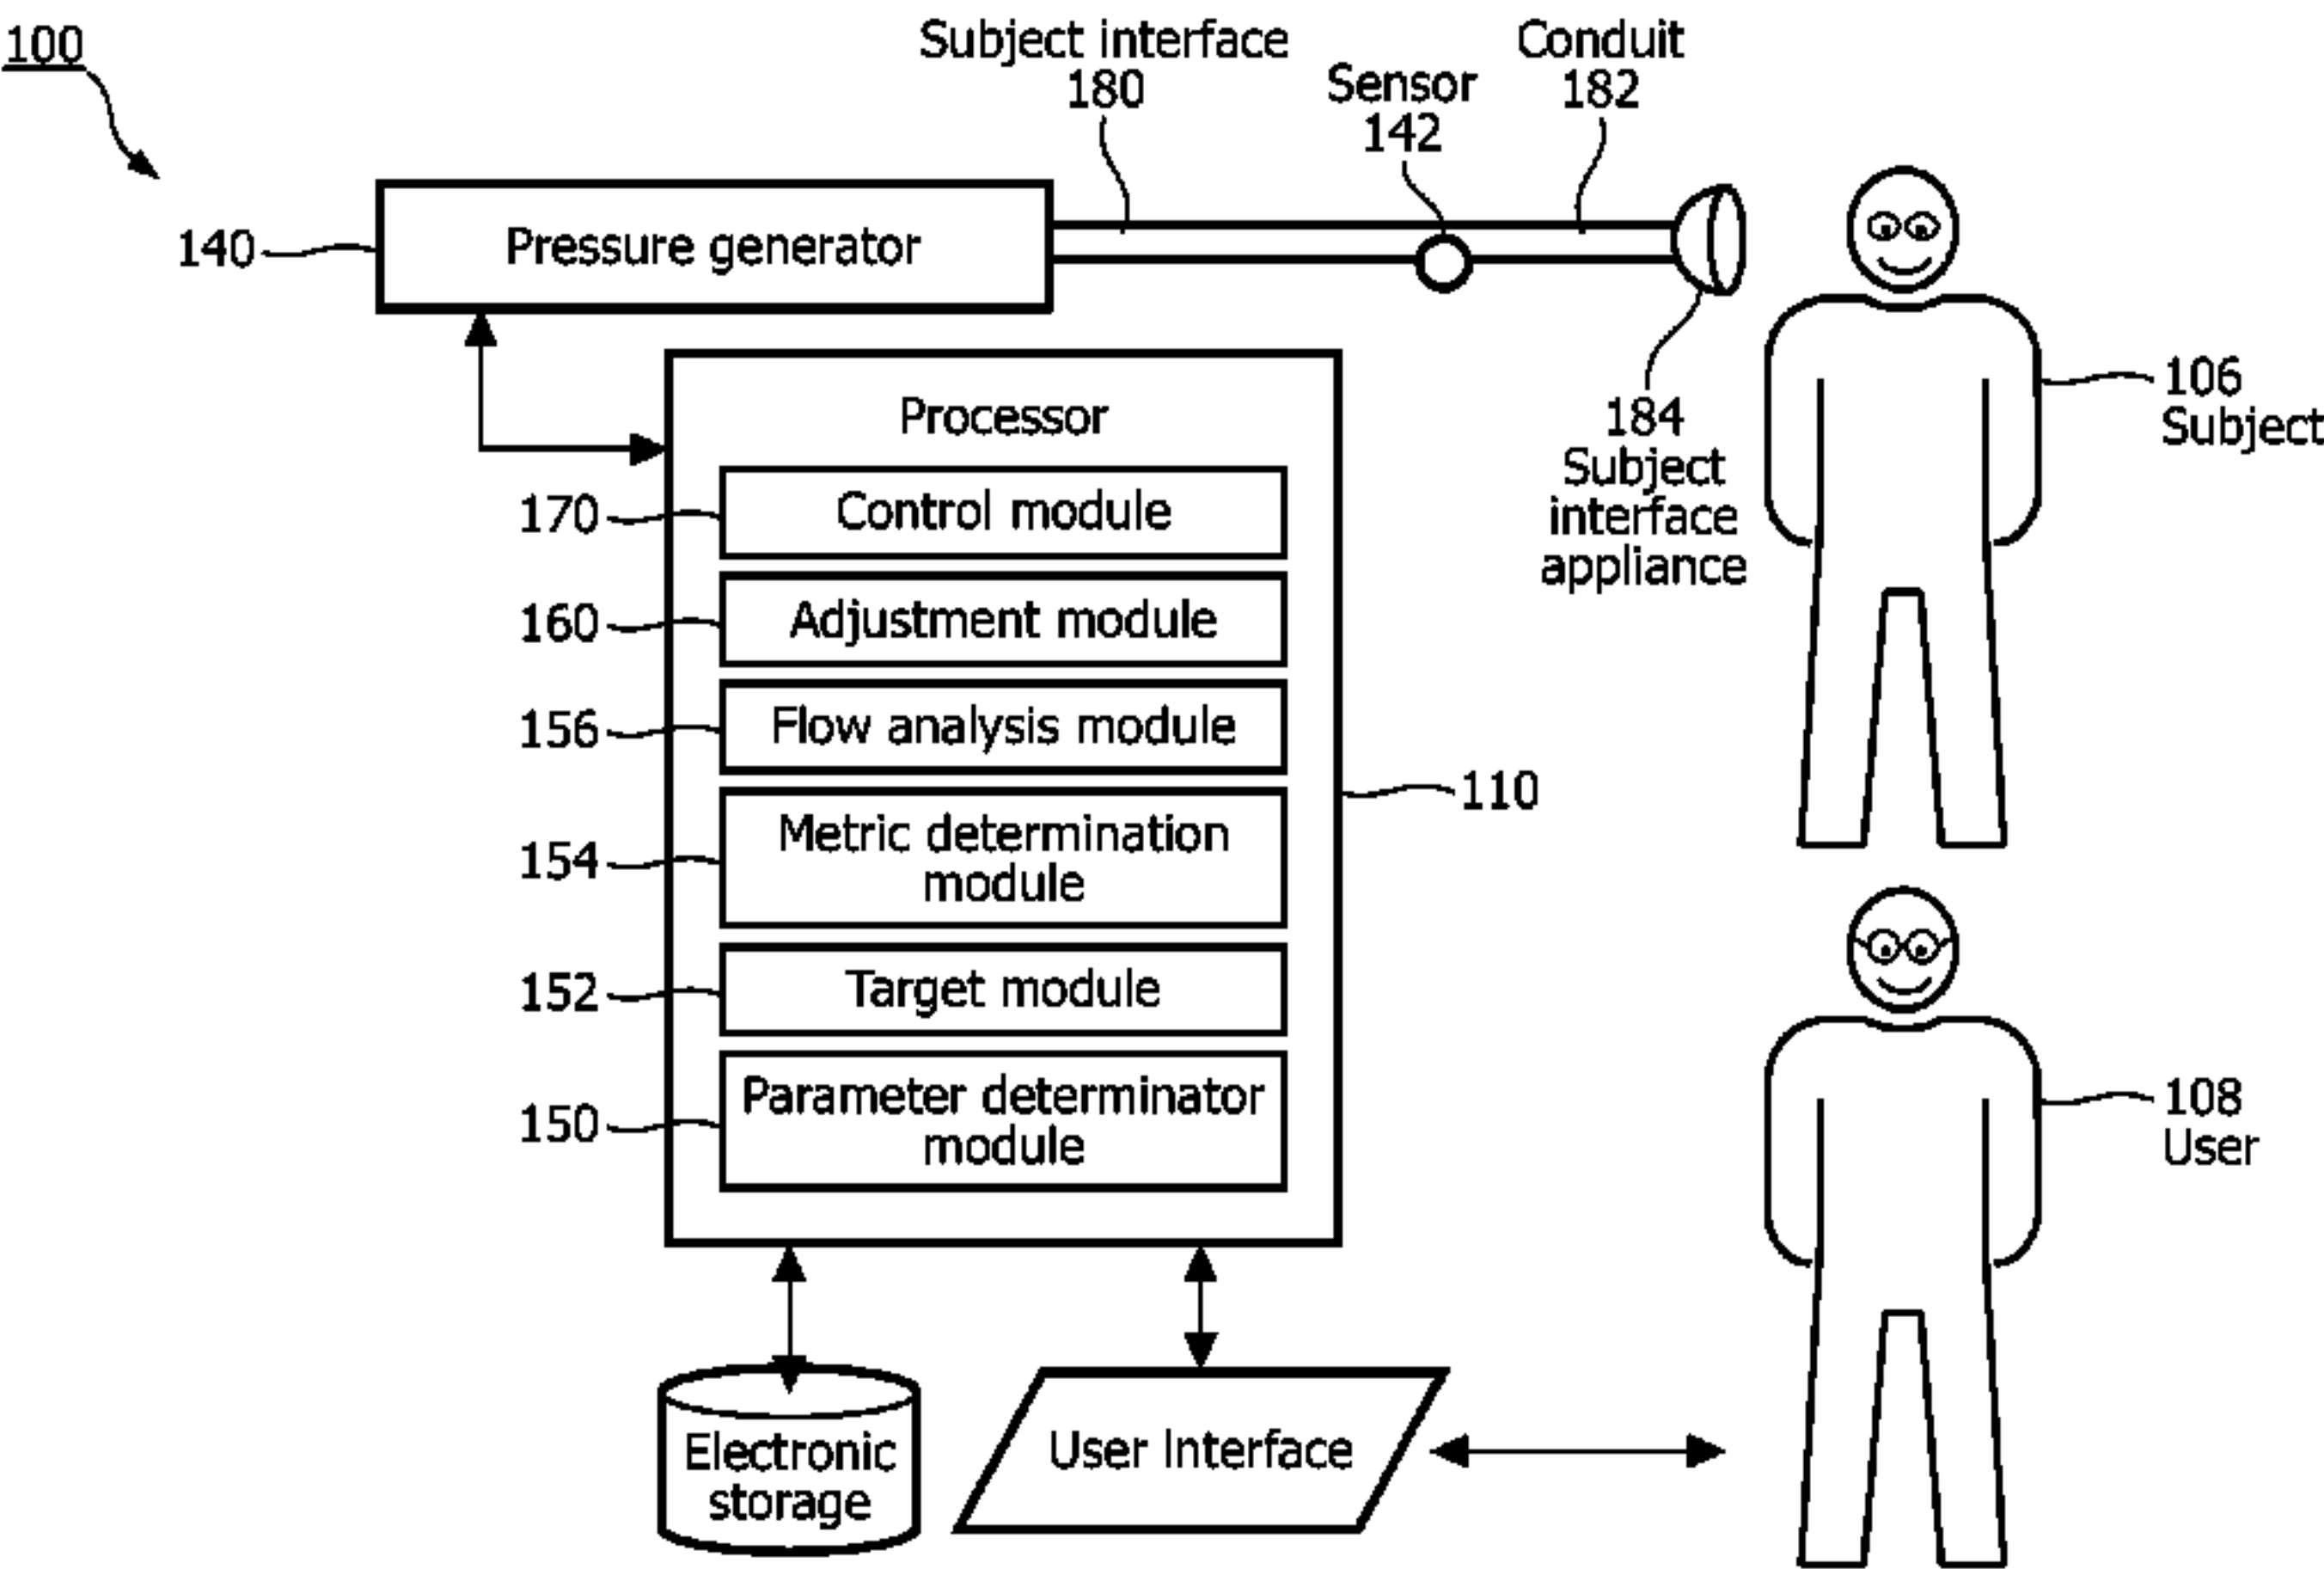 100
Subject interface
180
Sensor
142
Conduit
182
140
Pressure generator
184
Subject
interface
appliance
106
Subject
Processor
170
Control module
160
Adjustment module
156
Flow analysis module
110
154
Metric determination
module
152
Target module
150
Parameter determinator
module
108
User
Electronic
storage
User Interface